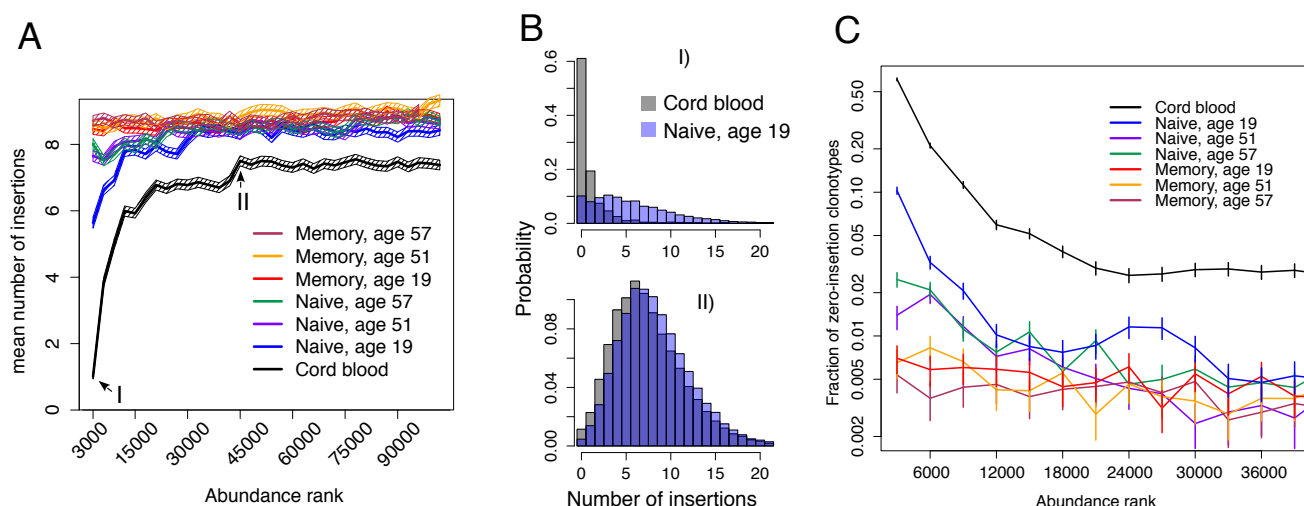 A
mean number of insertions
8
6
4
2
0
I
II
Memory, age 57
Memory, age 51
Memory, age 19
Naive, age 57
Naive, age 51
Naive, age 19
Cord blood
3000
15000
30000
45000
60000
75000
90000
Abundance rank
B
Probability
I)
Cord blood
Naive, age 19
0.6
0.4
0.2
0.0
0 5 10 15 20
II)
0.08
0.04
0.00
0 5 10 15 20
Number of insertions
C
Fraction of zero-insertion clonotypes
0.50
0.20
0.10
0.05
0.02
0.01
0.005
0.002
Cord blood
Naive, age 19
Naive, age 51
Naive, age 57
Memory, age 19
Memory, age 51
Memory, age 57
6000 12000 18000 24000 30000 36000
Abundance rank